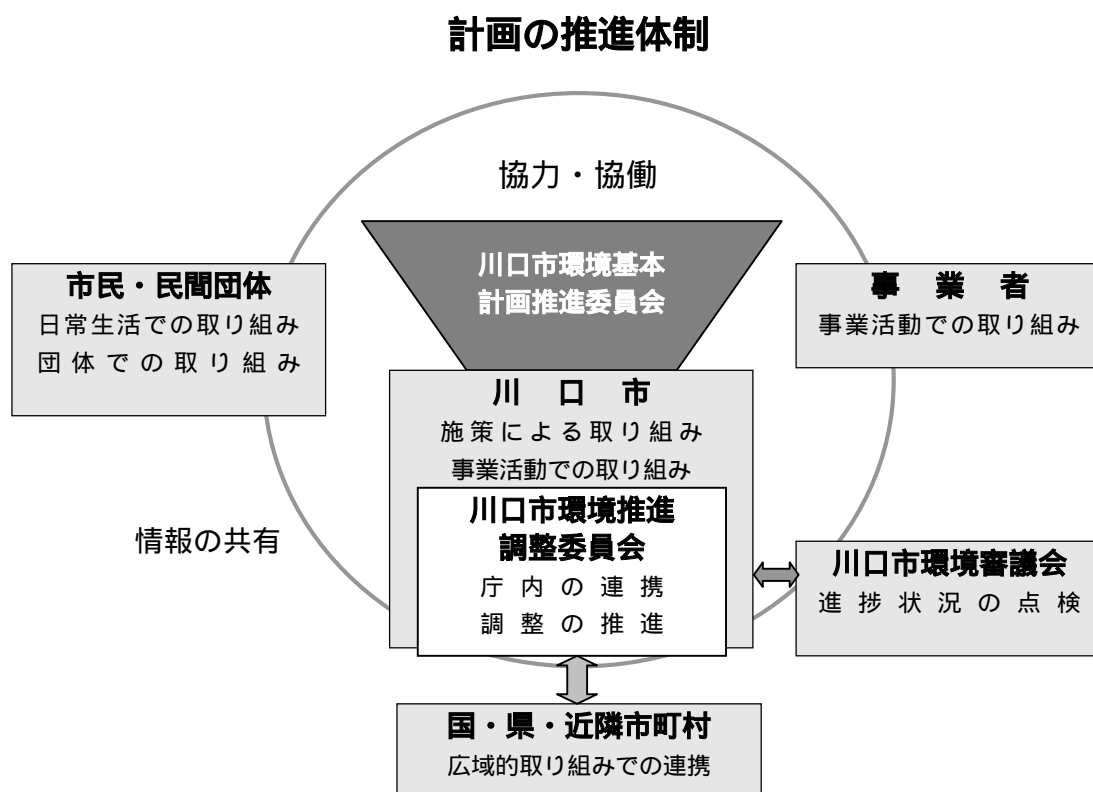 計画の推進体制
協力・協働
川口市環境基本
計画推進委員会
市民・民間団体
日常生活での取り組み
団体での取り組み
事業者
事業活動での取り組み
川口市
施策による取り組み
事業活動での取り組み
川口市環境推進
調整委員会
庁内の連携
調整の推進
情報の共有
川口市環境審議会
進捗状況の点検
国・県・近隣市町村
広域的取り組みでの連携